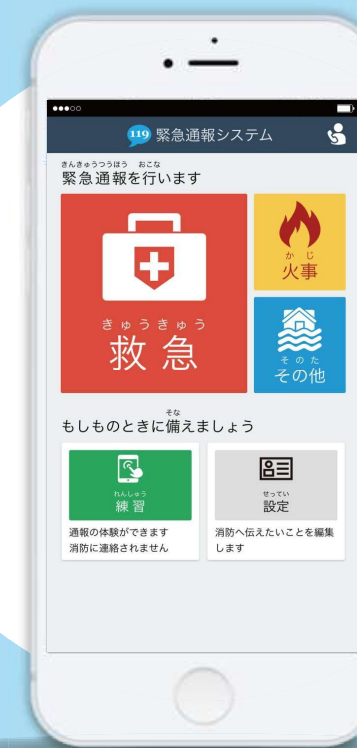 119 緊急通報システム
きんきゅうつうほう おこな
緊急通報を行います
きゅうきゅう
救急
かじ
火事
そのた
その他
そな
もしものときに備えましょう
れんしゅう
練習
通報の体験ができます
消防に連絡されません
せってい
設定
消防へ伝えたいことを編集
します